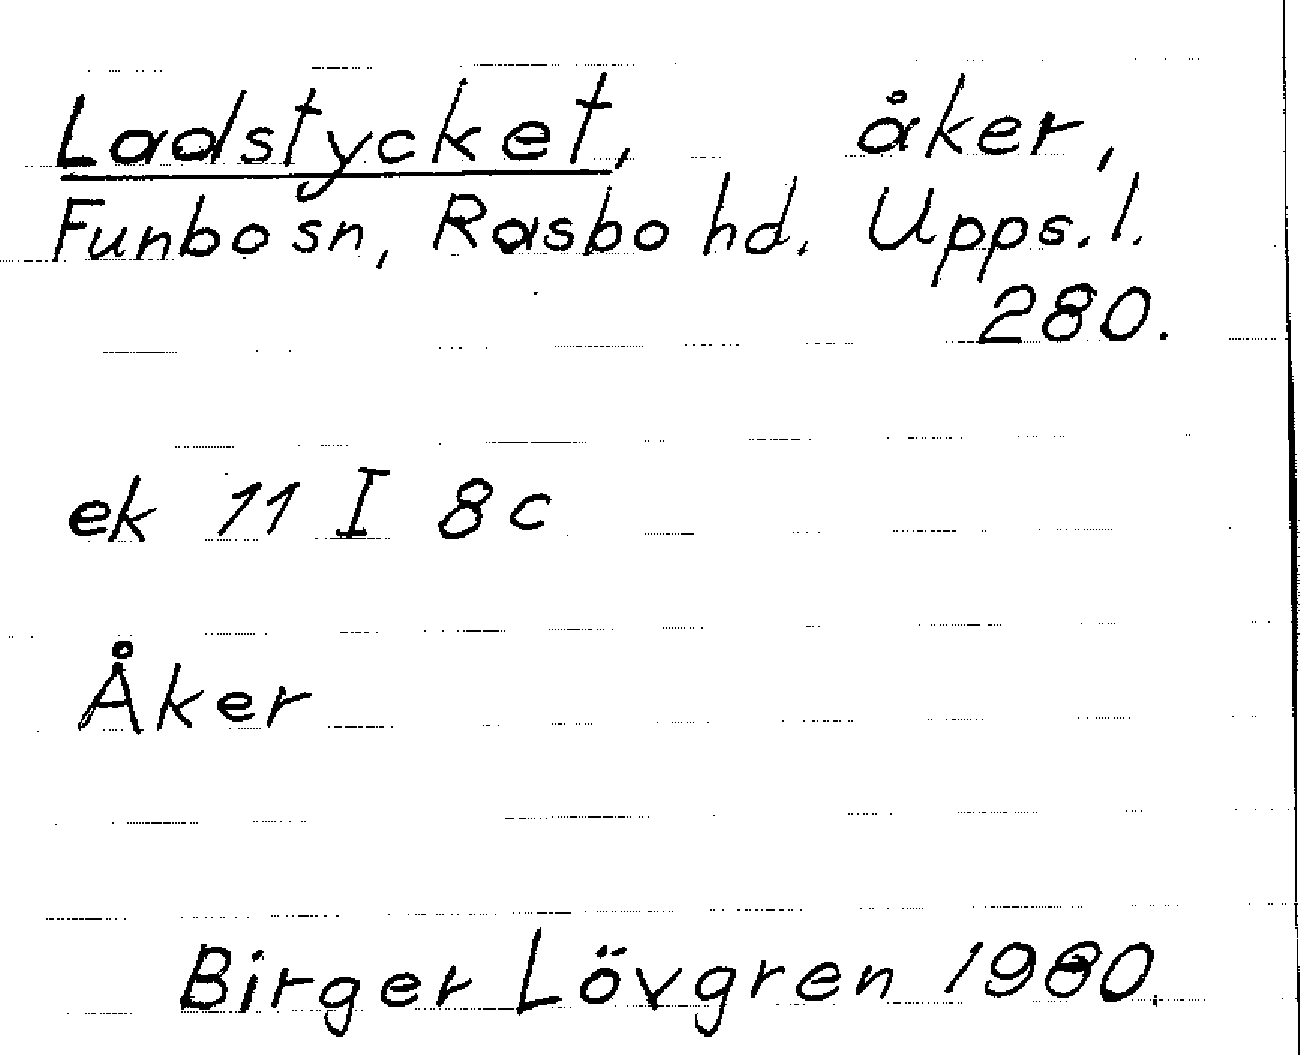 Ladstycket, åker,
Funbo sn, Rasbo hd. Upps. l.
280.
ek 11 I 8c
Åker
Birger Lövgren 1980.